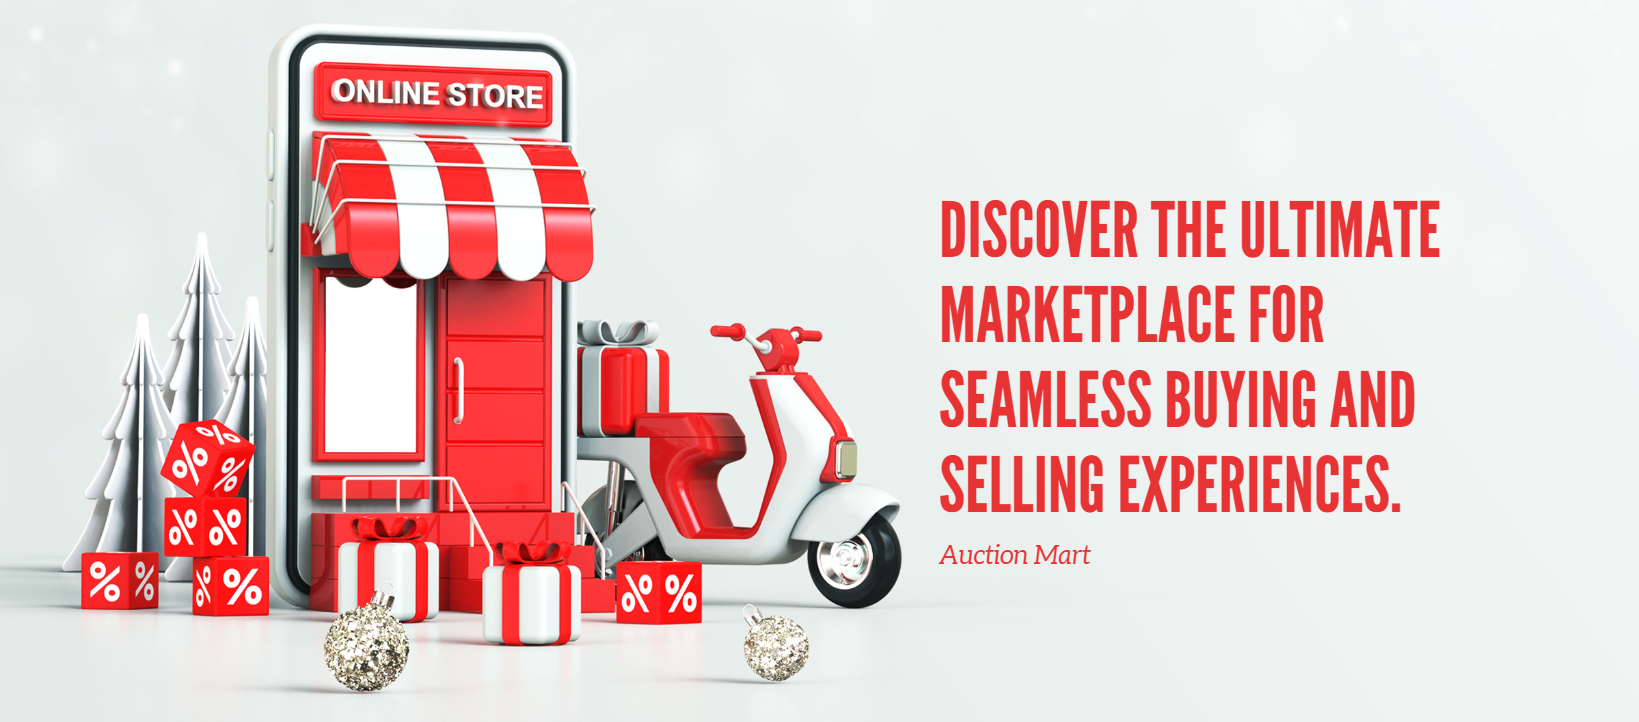 ONLINE STORE
DISCOVER THE ULTIMATE
MARKETPLACE FOR
SEAMLESS BUYING AND
SELLING EXPERIENCES.
Auction Mart
% % %
% %
% %
% %
% %